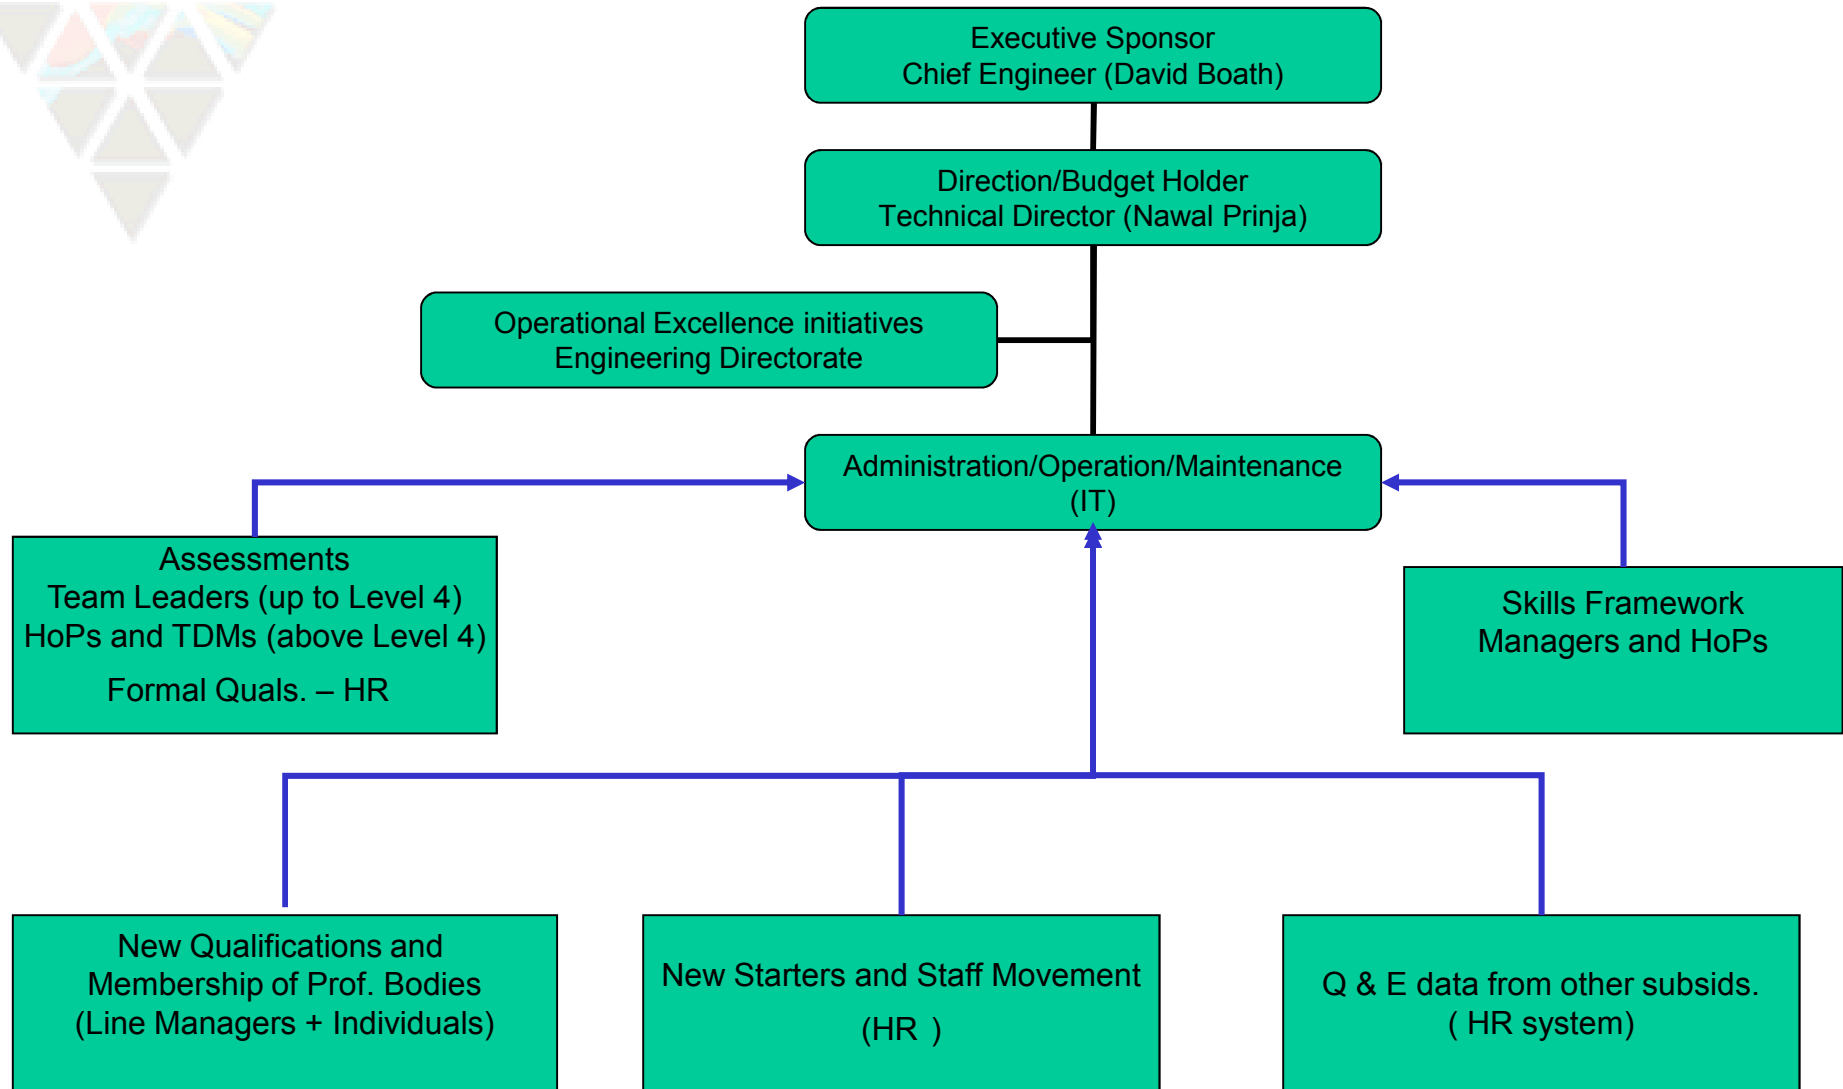 Executive Sponsor
Chief Engineer (David Boath)
Direction/Budget Holder
Technical Director (Nawal Prinja)
Operational Excellence initiatives
Engineering Directorate
Administration/Operation/Maintenance
(IT)
Assessments
Team Leaders (up to Level 4)
HoPs and TDMs (above Level 4)
Formal Quals. – HR
Skills Framework
Managers and HoPs
New Qualifications and
Membership of Prof. Bodies
(Line Managers + Individuals)
New Starters and Staff Movement
(HR )
Q & E data from other subsids.
( HR system)